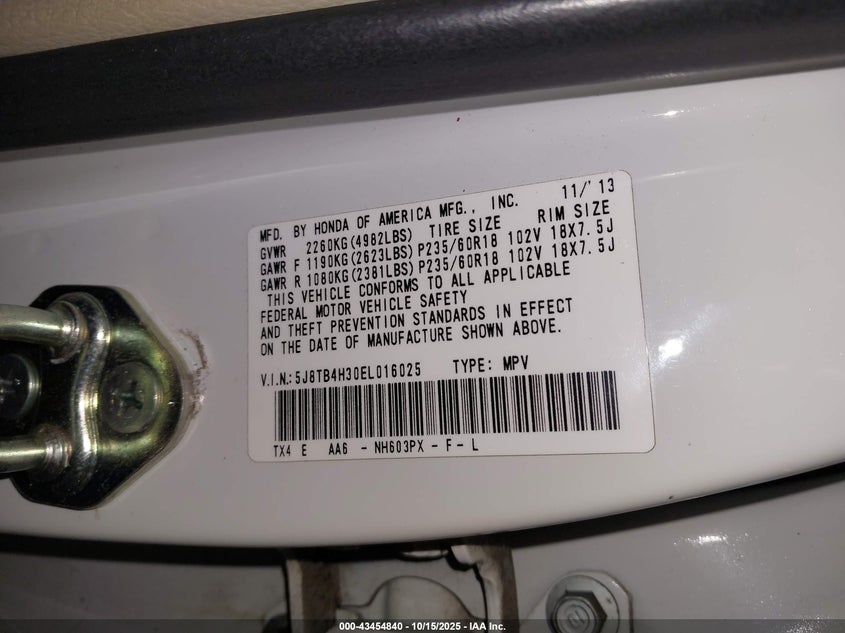 11/'13
MFD. BY HONDA OF AMERICA MFG., INC.
GVWR 2260KG(4982LBS) TIRE SIZE RIM SIZE
GAWR F 1190KG(2623LBS) P235/60R18 102V 18X7.5J
GAWR R 1080KG(2381LBS) P235/60R18 102V 18X7.5J
THIS VEHICLE CONFORMS TO ALL APPLICABLE
FEDERAL MOTOR VEHICLE SAFETY
AND THEFT PREVENTION STANDARDS IN EFFECT
ON THE DATE OF MANUFACTURE SHOWN ABOVE.
V.I.N.: 5J8TB4H30EL016025 TYPE: MPV
TX4 E AA6 - NH603PX - F - L
000-43454840 - 10/15/2025 - IAA Inc.